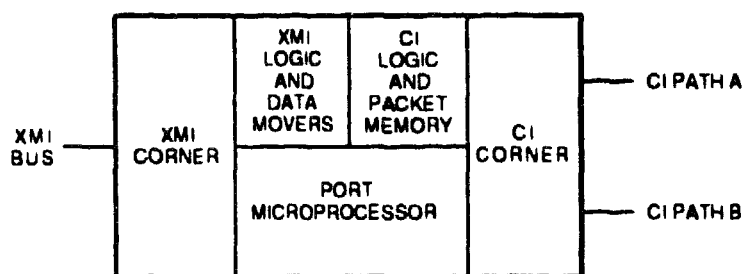 XMI
BUS
XMI
CORNER
XMI
LOGIC
AND
DATA
MOVERS
CI
LOGIC
AND
PACKET
MEMORY
PORT
MICROPROCESSOR
CI
CORNER
CI PATH A
CI PATH B